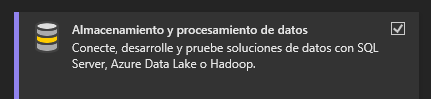 Almacenamiento y procesamiento de datos
Conecte, desarrolle y pruebe soluciones de datos con SQL
Server, Azure Data Lake o Hadoop.